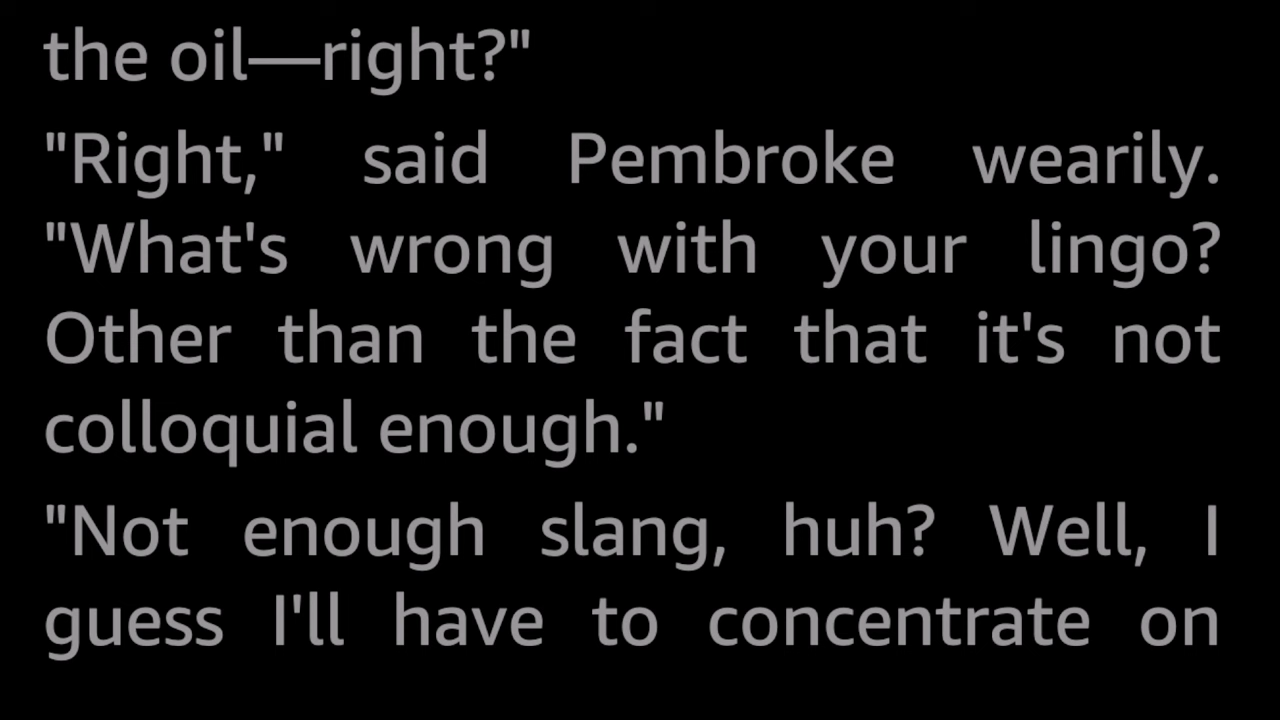 the oil—right?"
"Right," said Pembroke wearily.
"What's wrong with your lingo?
Other than the fact that it's not
colloquial enough."
"Not enough slang, huh? Well, I
guess I'll have to concentrate on